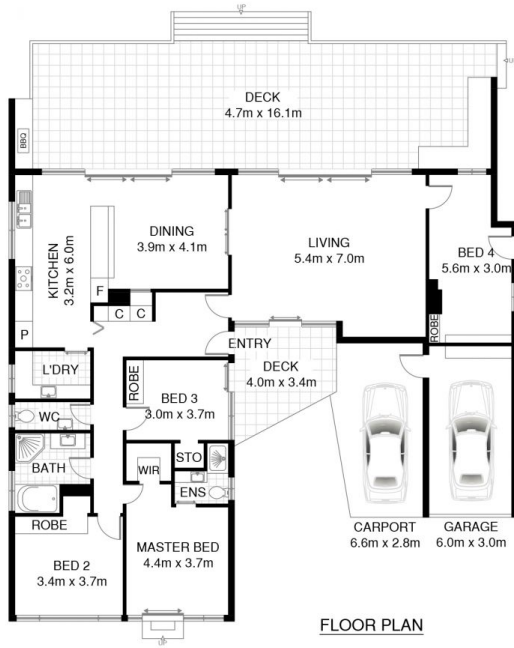 UP
UP
DECK
4.7m x 16.1m
BBQ
KITCHEN
3.2m x 6.0m
DINING
3.9m x 4.1m
LIVING
5.4m x 7.0m
BED 4
5.6m x 3.0m
ROBE
F
C
C
P
ENTRY
L'DRY
DECK
4.0m x 3.4m
ROBE
BED 3
3.0m x 3.7m
WC
STO
BATH
WIR
ENS
ROBE
BED 2
3.4m x 3.7m
MASTER BED
4.4m x 3.7m
CARPORT
6.6m x 2.8m
GARAGE
6.0m x 3.0m
FLOOR PLAN
UP